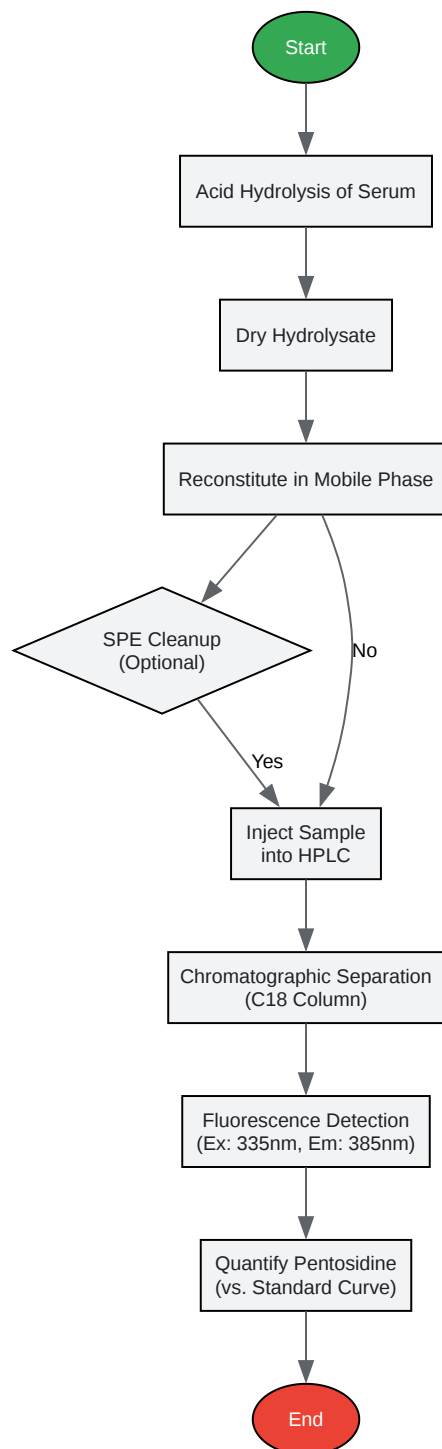 Start
Acid Hydrolysis of Serum
Dry Hydrolysate
Reconstitute in Mobile Phase
SPE Cleanup
(Optional)
No
Yes
Inject Sample
into HPLC
Chromatographic Separation
(C18 Column)
Fluorescence Detection
(Ex: 335nm, Em: 385nm)
Quantify Pentosidine
(vs. Standard Curve)
End